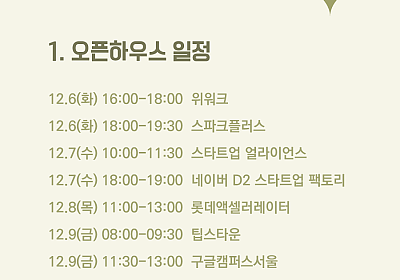 1. 오픈하우스 일정
12.6(화) 16:00-18:00 위워크
12.6(화) 18:00-19:30 스파크플러스
12.7(수) 10:00-11:30 스타트업 얼라이언스
12.7(수) 18:00-19:00 네이버 D2 스타트업 팩토리
12.8(목) 11:00-13:00 롯데액셀러레이터
12.9(금) 08:00-09:30 팁스타운
12.9(금) 11:30-13:00 구글캠퍼스서울